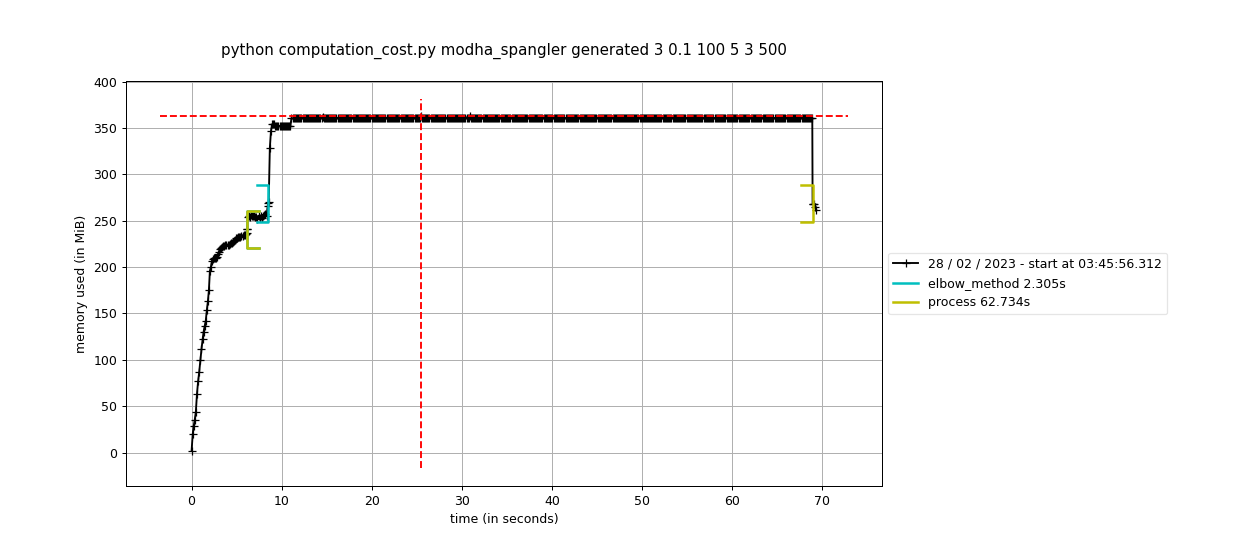 python computation_cost.py modha_spangler generated 3 0.1 100 5 3 500
memory used (in MiB)
400
350
300
250
200
150
100
50
0
0 10 20 30 40 50 60 70
time (in seconds)
28 / 02 / 2023 - start at 03:45:56.312
elbow_method 2.305s
process 62.734s